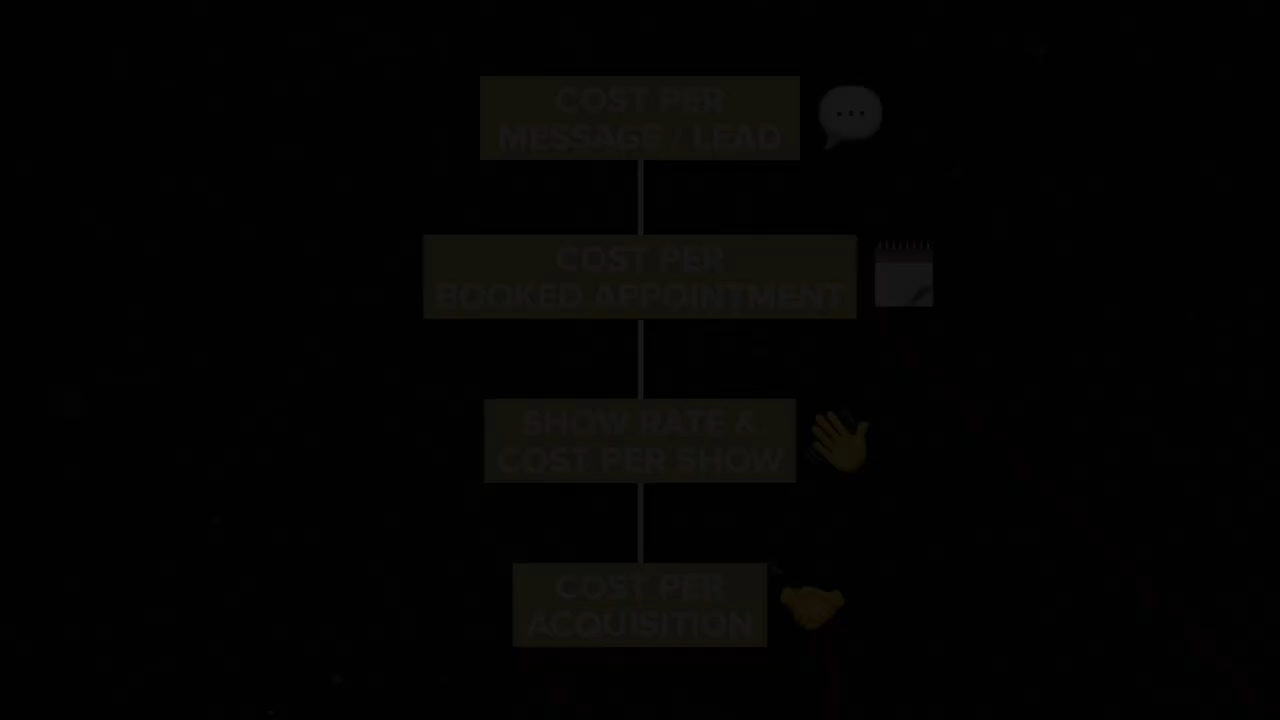 COST PER
MESSAGE / LEAD
COST PER
BOOKED APPOINTMENT
SHOW RATE &
COST PER SHOW
COST PER
ACQUISITION